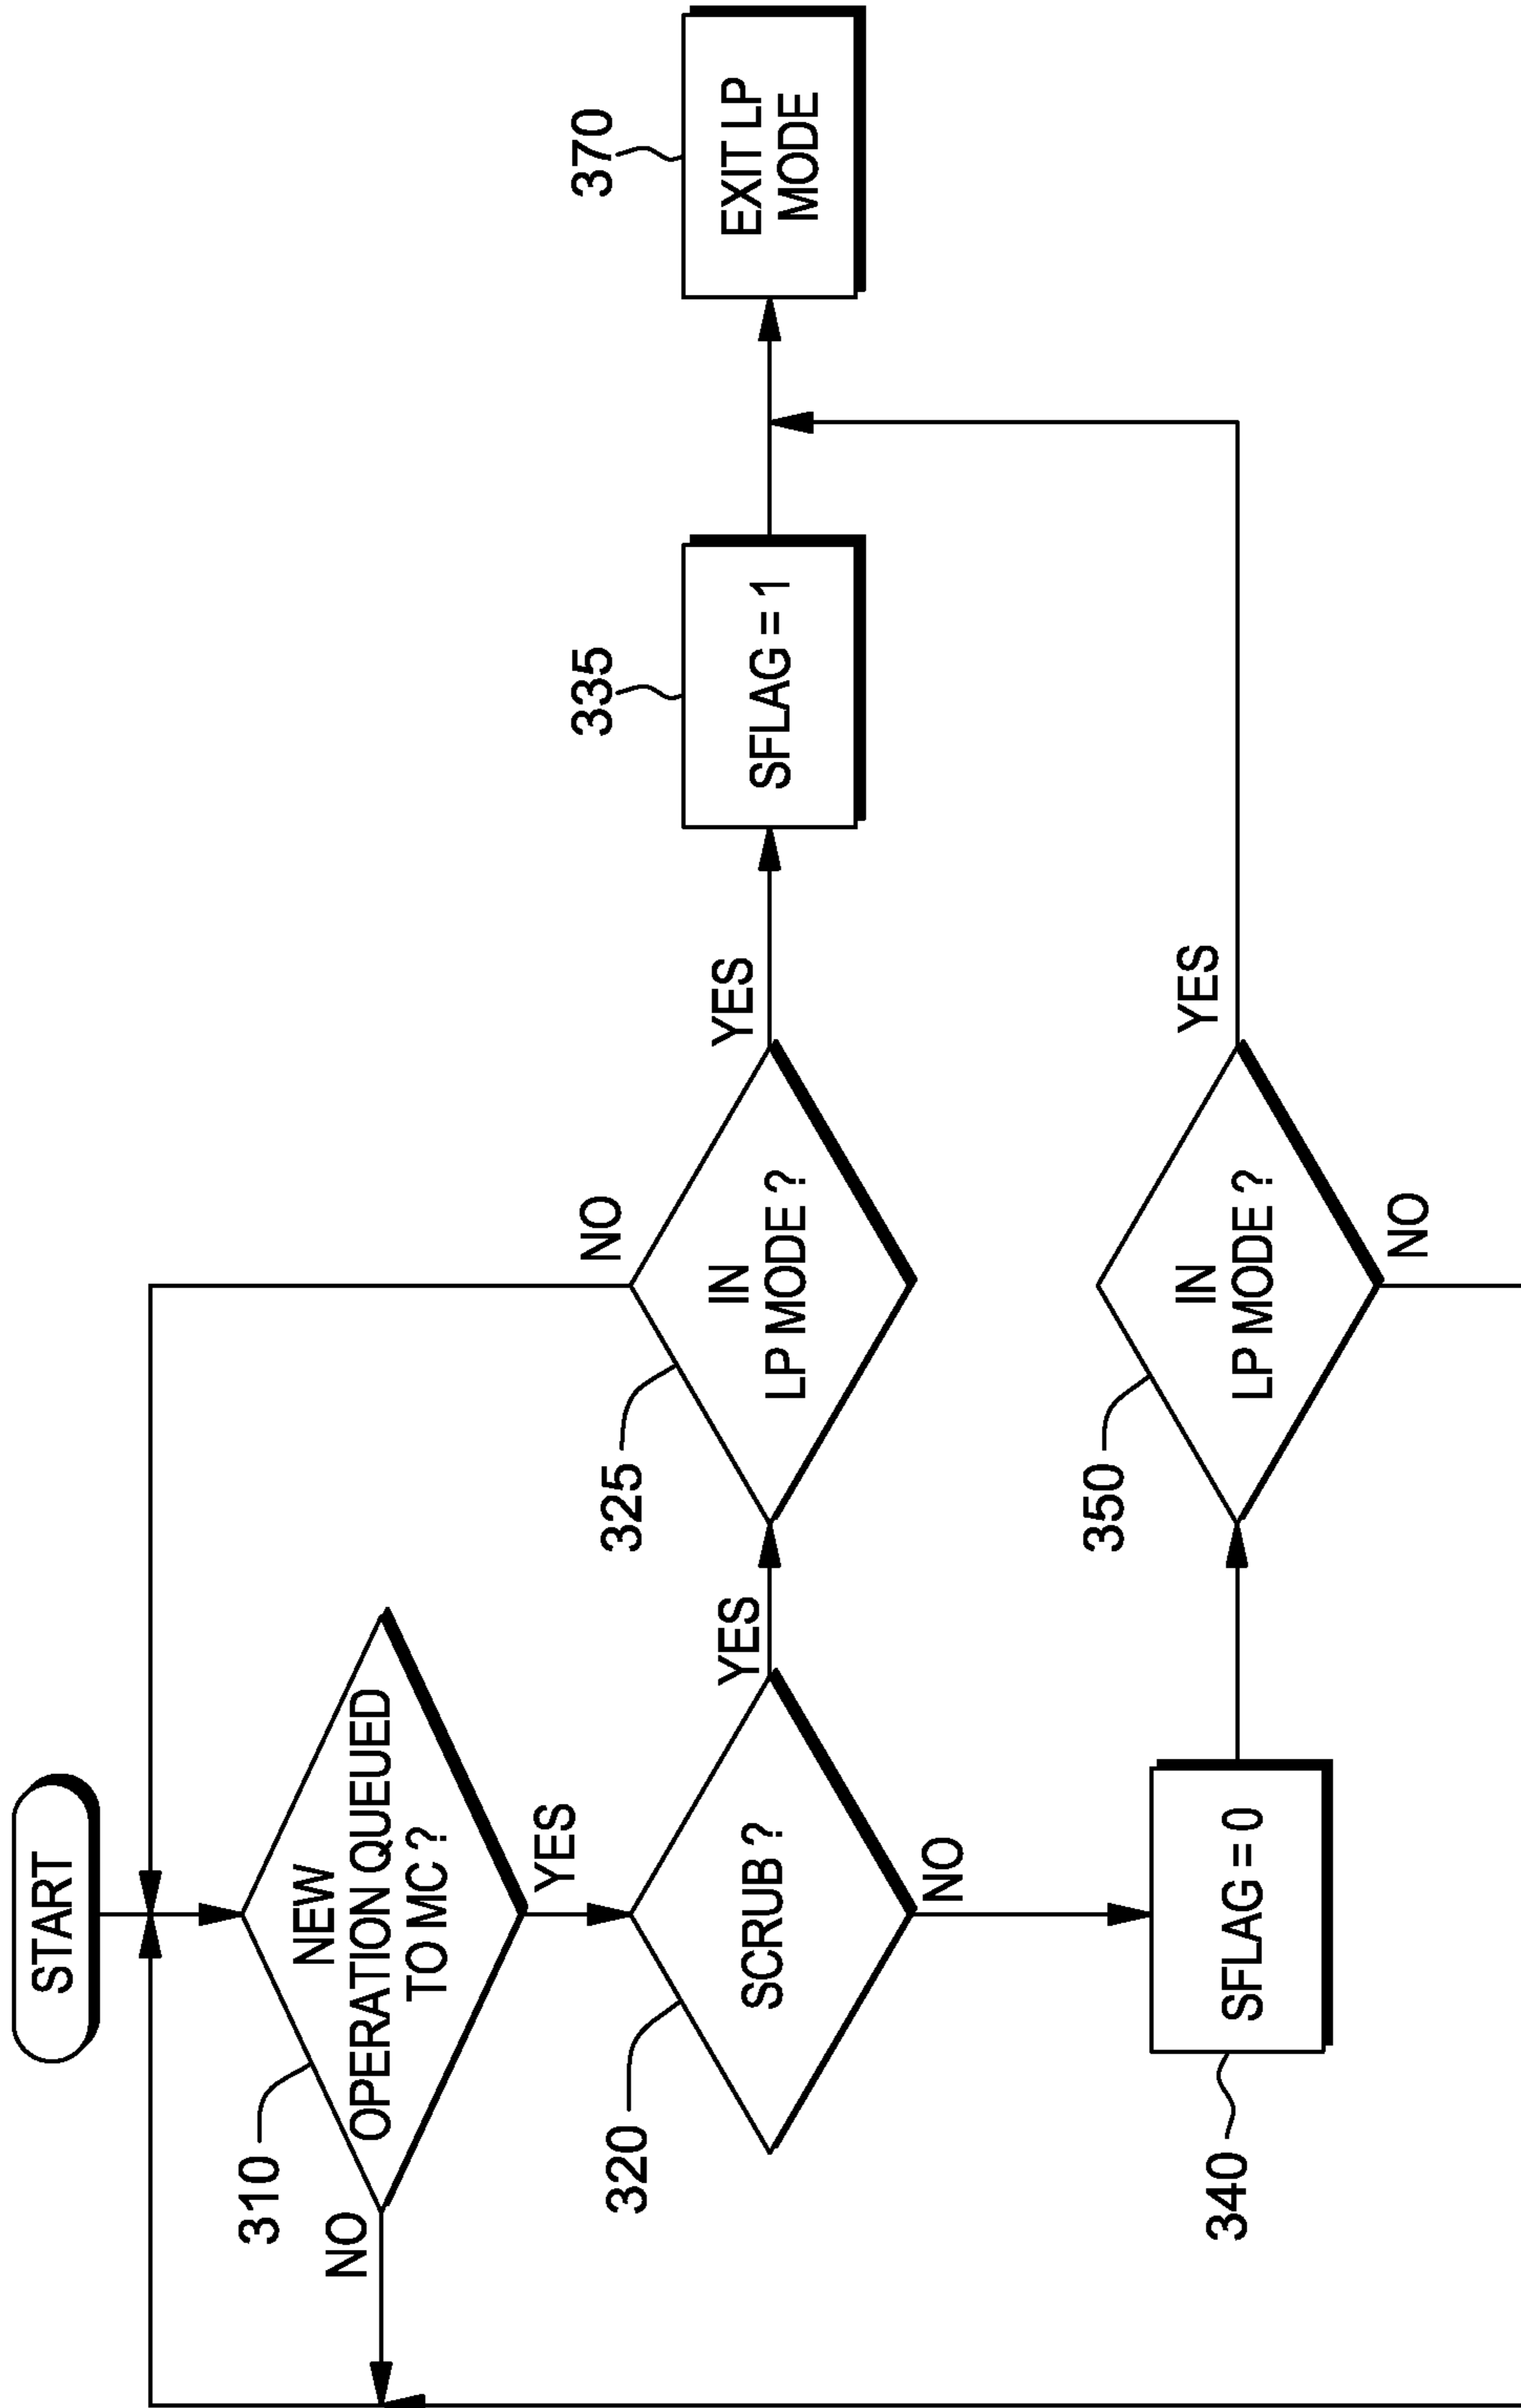 START
310
NEW
OPERATION QUEUED
TO MC ?
NO
YES
320
SCRUB ?
YES
NO
325
IN
LP MODE ?
NO
YES
335
SFLAG = 1
370
EXIT LP
MODE
340
SFLAG = 0
350
IN
LP MODE ?
YES
NO